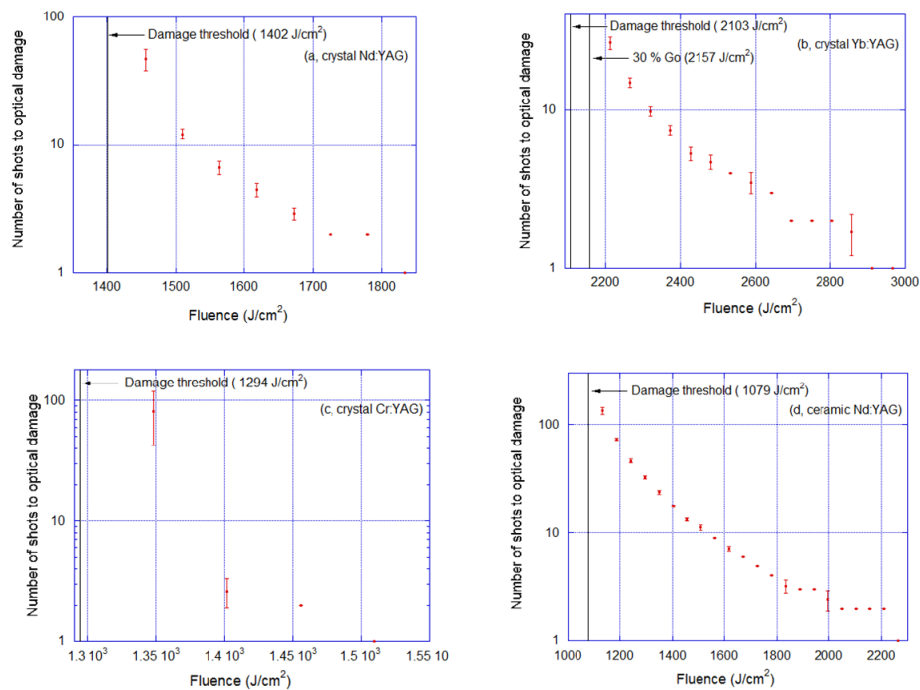 100
Damage threshold ( 1402 J/cm²)
(a, crystal Nd:YAG)
10
1
1400 1500 1600 1700 1800
Fluence (J/cm²)
Number of shots to optical damage
Damage threshold ( 2103 J/cm²)
(b, crystal Yb:YAG)
30 % Go (2157 J/cm²)
10
1
2200 2400 2600 2800 3000
Fluence (J/cm²)
Number of shots to optical damage
Damage threshold ( 1294 J/cm²)
(c, crystal Cr:YAG)
100
10
1
1.3 10³ 1.35 10³ 1.4 10³ 1.45 10³ 1.5 10³ 1.55 10
Fluence (J/cm²)
Number of shots to optical damage
Damage threshold ( 1079 J/cm²)
(d, ceramic Nd:YAG)
100
10
1
1000 1200 1400 1600 1800 2000 2200
Fluence (J/cm²)
Number of shots to optical damage